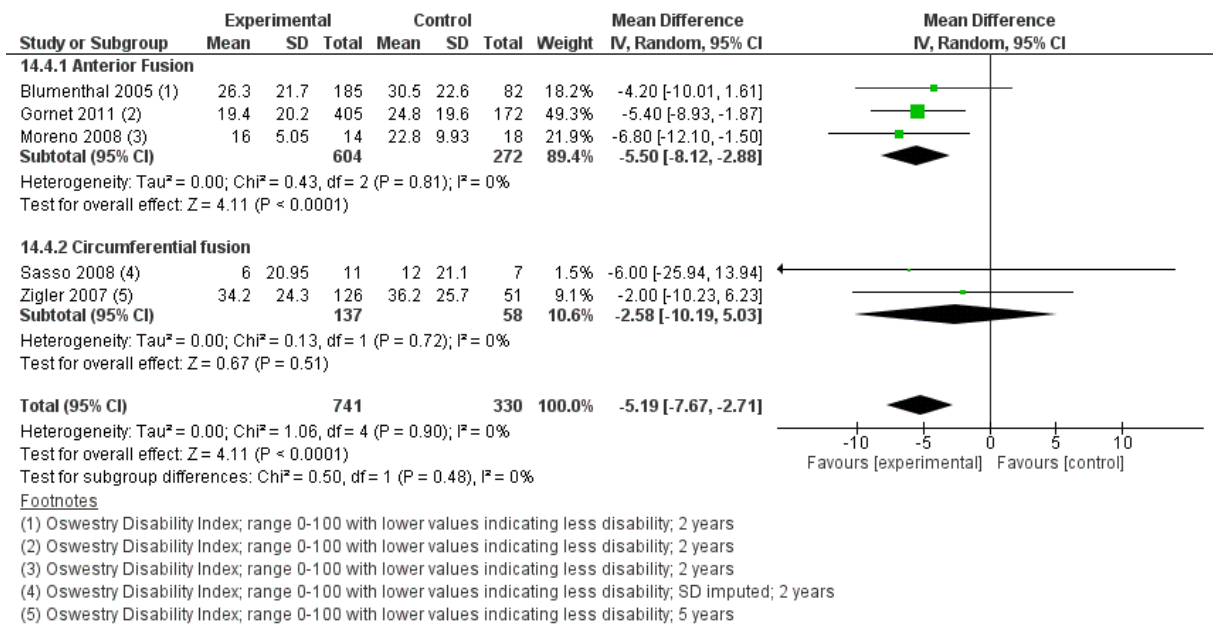 Experimental Control Mean Difference Mean Difference
Study or Subgroup Mean SD Total Mean SD Total Weight IV, Random, 95% CI IV, Random, 95% CI
14.4.1 Anterior Fusion
Blumenthal 2005 (1) 26.3 21.7 185 30.5 22.6 82 18.2% -4.20 [-10.01, 1.61]
Gornet 2011 (2) 19.4 20.2 405 24.8 19.6 172 49.3% -5.40 [-8.93, -1.87]
Moreno 2008 (3) 16 5.05 14 22.8 9.93 18 21.9% -6.80 [-12.10, -1.50]
Subtotal (95% CI) 604 272 89.4% -5.50 [-8.12, -2.88]
Heterogeneity: Tau² = 0.00; Chi² = 0.43, df = 2 (P = 0.81); I² = 0%
Test for overall effect: Z = 4.11 (P < 0.0001)
14.4.2 Circumferential fusion
Sasso 2008 (4) 6 20.95 11 12 21.1 7 1.5% -6.00 [-25.94, 13.94]
Zigler 2007 (5) 34.2 24.3 126 36.2 25.7 51 9.1% -2.00 [-10.23, 6.23]
Subtotal (95% CI) 137 58 10.6% -2.58 [-10.19, 5.03]
Heterogeneity: Tau² = 0.00; Chi² = 0.13, df = 1 (P = 0.72); I² = 0%
Test for overall effect: Z = 0.67 (P = 0.51)
Total (95% CI) 741 330 100.0% -5.19 [-7.67, -2.71]
Heterogeneity: Tau² = 0.00; Chi² = 1.06, df = 4 (P = 0.90); I² = 0%
Test for overall effect: Z = 4.11 (P < 0.0001)
Test for subgroup differences: Chi² = 0.50, df = 1 (P = 0.48), I² = 0%
-10 -5 0 5 10
Favours [experimental] Favours [control]
Footnotes
(1) Oswestry Disability Index; range 0-100 with lower values indicating less disability; 2 years
(2) Oswestry Disability Index; range 0-100 with lower values indicating less disability; 2 years
(3) Oswestry Disability Index; range 0-100 with lower values indicating less disability; 2 years
(4) Oswestry Disability Index; range 0-100 with lower values indicating less disability; SD imputed; 2 years
(5) Oswestry Disability Index; range 0-100 with lower values indicating less disability; 5 years